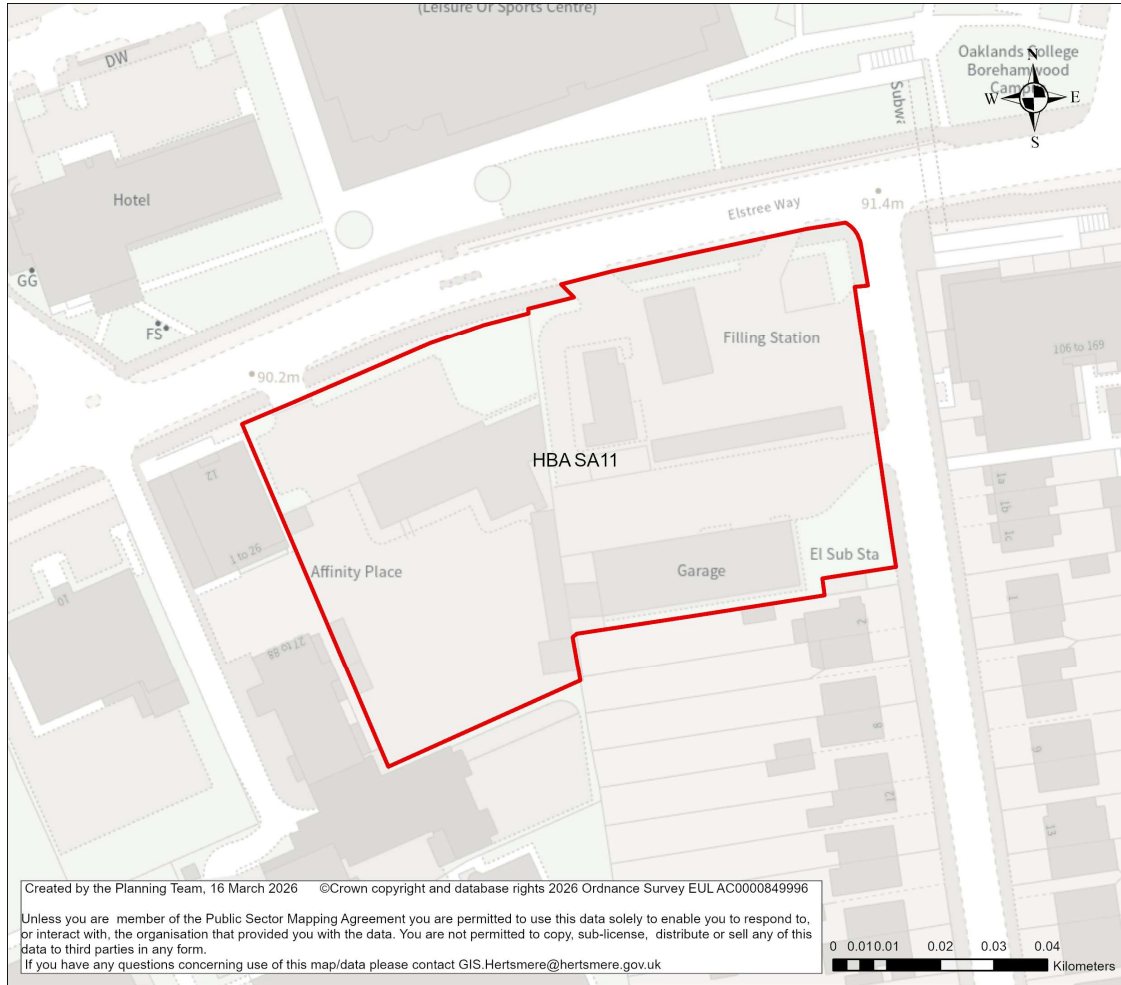 (Leisure Or Sports Centre)
DW
Oaklands College
Borehamwood
Campu
N
W E
S
Subwa
Hotel
Elstree Way
91.4m
GG
FS
Filling Station
90.2m
106 to 169
HBA SA11
12
1 to 26
1a
1b
1c
El Sub Sta
Affinity Place
Garage
10
1
2
27 to 88
8
9
12
13
Created by the Planning Team, 16 March 2026 ©Crown copyright and database rights 2026 Ordnance Survey EUL AC0000849996
Unless you are member of the Public Sector Mapping Agreement you are permitted to use this data solely to enable you to respond to,
or interact with, the organisation that provided you with the data. You are not permitted to copy, sub-license, distribute or sell any of this
data to third parties in any form.
If you have any questions concerning use of this map/data please contact GIS.Hertsmere@hertsmere.gov.uk
0 0.010.01 0.02 0.03 0.04
Kilometers